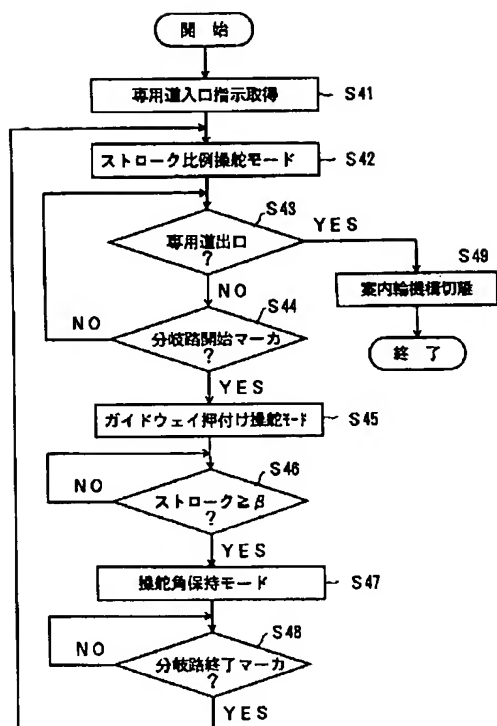 開 始
専用道入口指示取得
S41
ストローク比例操舵モード
S42
S43
専用道出口
?
YES
NO
S49
案内輪機構切離
終 了
S44
分岐路開始マーカ
?
NO
YES
ガイドウェイ押付け操舵モード
S45
S46
ストローク≧β
?
NO
YES
操舵角保持モード
S47
S48
分岐路終了マーカ
?
NO
YES